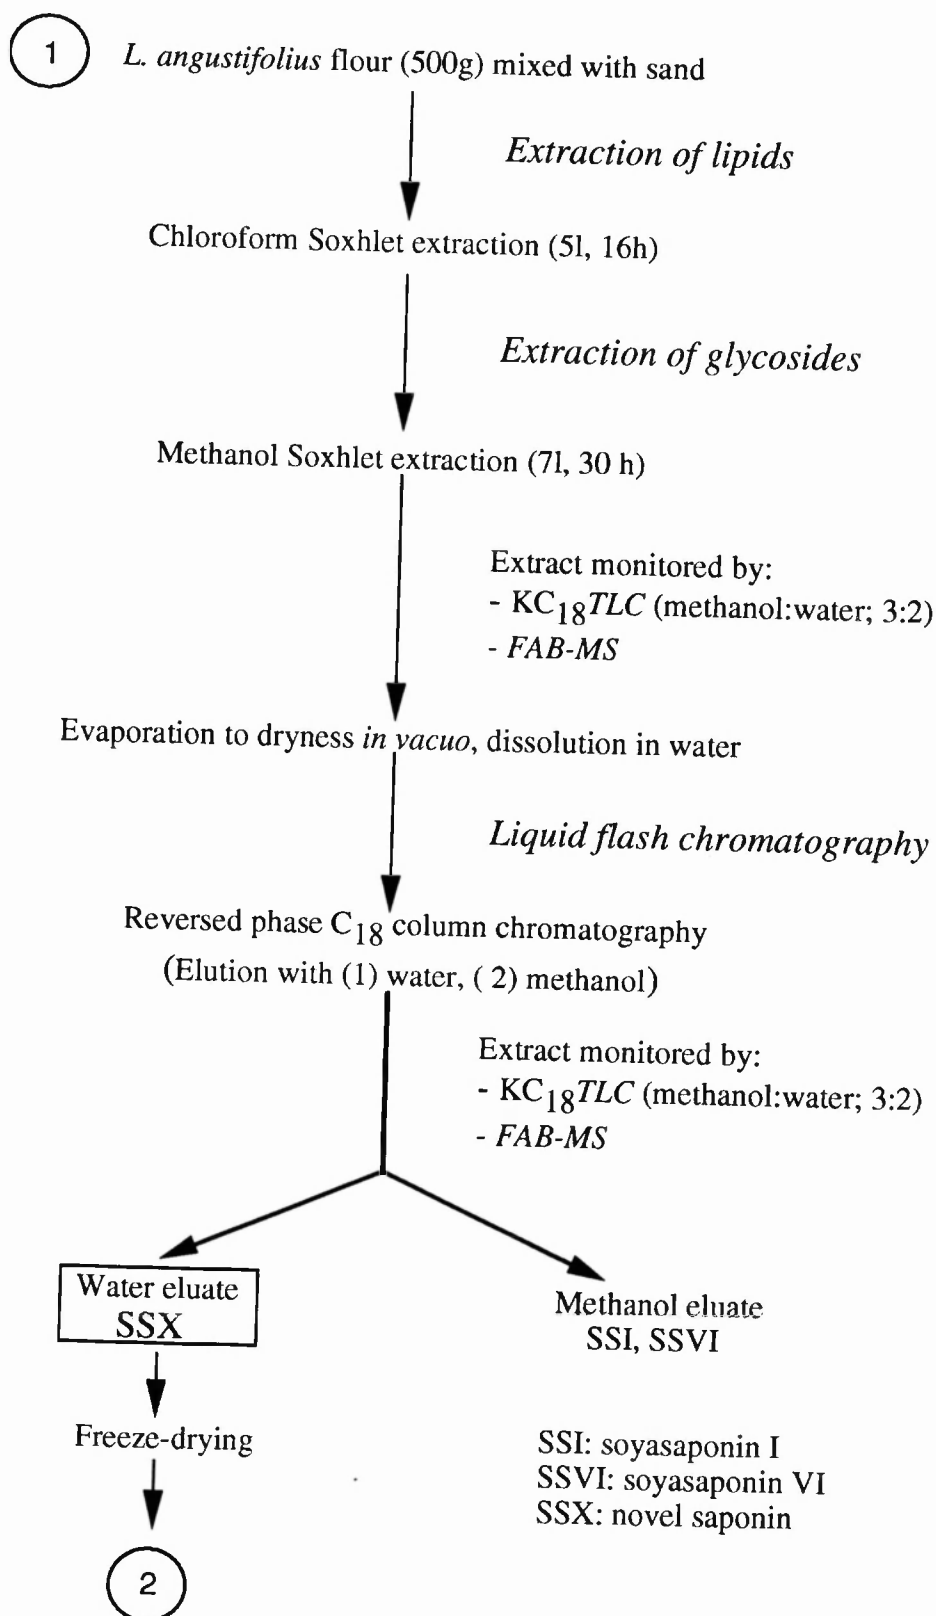 1
L. angustifolius flour (500g) mixed with sand
Extraction of lipids
Chloroform Soxhlet extraction (5l, 16h)
Extraction of glycosides
Methanol Soxhlet extraction (7l, 30 h)
Extract monitored by:
- KC18TLC (methanol:water; 3:2)
- FAB-MS
Evaporation to dryness in vacuo, dissolution in water
Liquid flash chromatography
Reversed phase C18 column chromatography
(Elution with (1) water, ( 2) methanol)
Extract monitored by:
- KC18TLC (methanol:water; 3:2)
- FAB-MS
Water eluate
SSX
Methanol eluate
SSI, SSVI
Freeze-drying
SSI: soyasaponin I
SSVI: soyasaponin VI
SSX: novel saponin
2